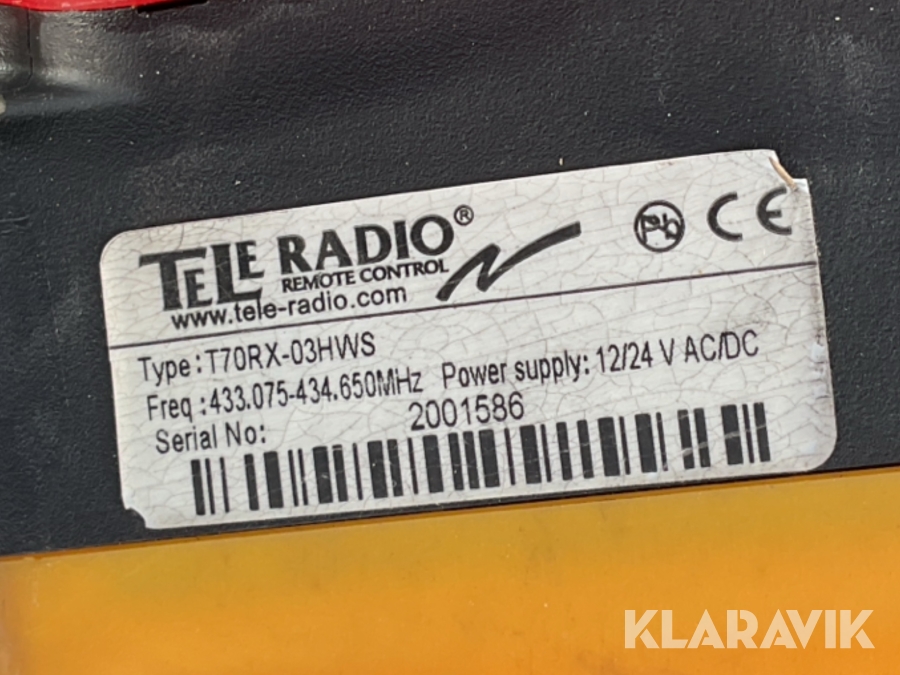 TELE RADIO®
REMOTE CONTROL
www.tele-radio.com
Pb CE
Type: T70RX-03HWS
Freq :433.075-434.650MHz Power supply: 12/24 V AC/DC
Serial No: 2001586
KLARAVIK